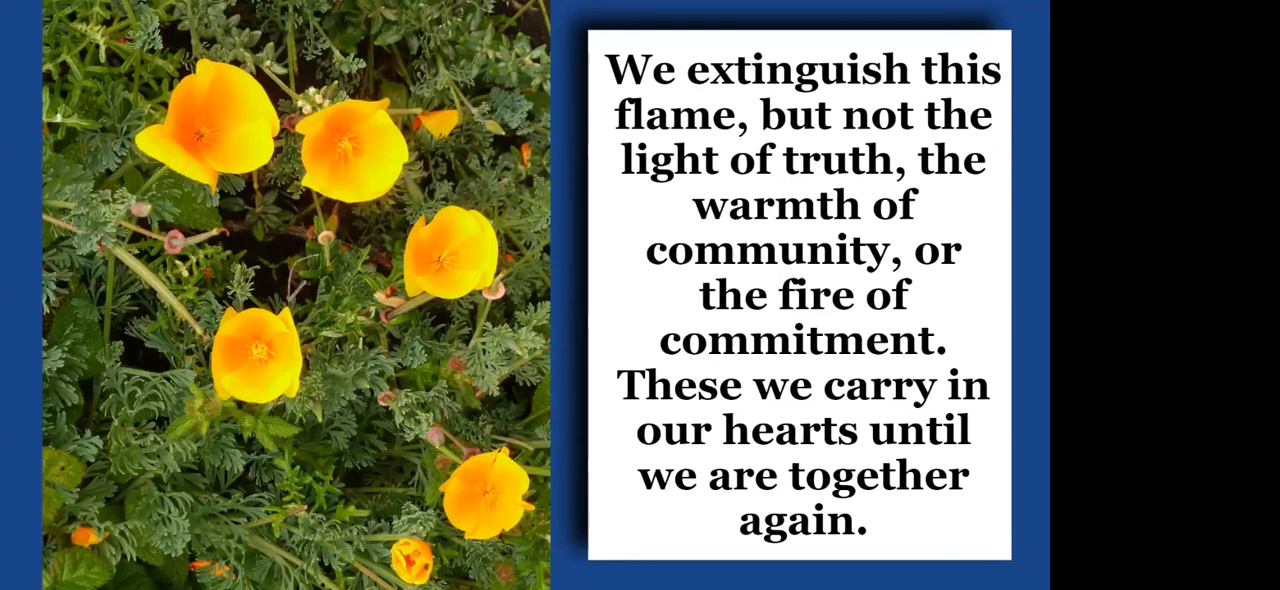 We extinguish this
flame, but not the
light of truth, the
warmth of
community, or
the fire of
commitment.
These we carry in
our hearts until
we are together
again.